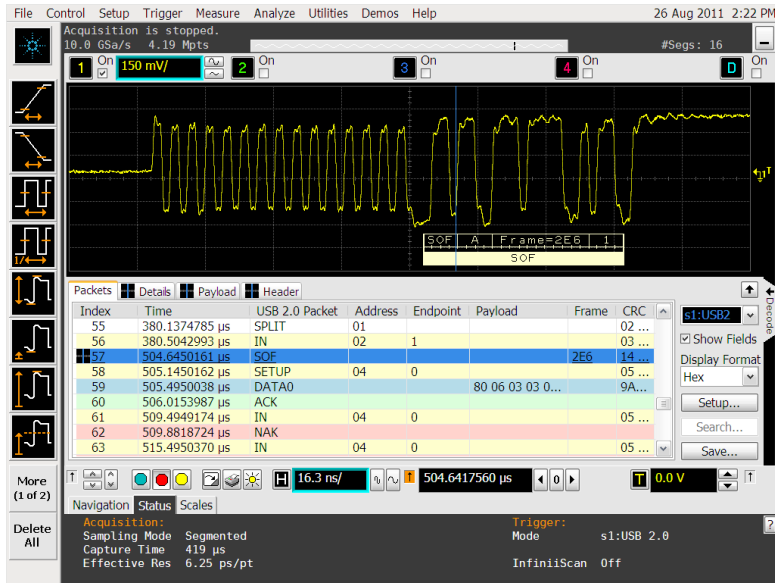 File Control Setup Trigger Measure Analyze Utilities Demos Help 26 Aug 2011 2:22 PM
Acquisition is stopped.
10.0 GSa/s 4.19 Mpts #Segs: 16
1 On 150 mV/ 2 On 3 On 4 On D On
1 T
SOF A Frame=2E6 1
SOF
Packets Details Payload Header
Decode
Index Time USB 2.0 Packet Address Endpoint Payload Frame CRC
55 380.1374785 µs SPLIT 01 02 ...
56 380.5042993 µs IN 02 1 03 ...
57 504.6450161 µs SOF 2E6 14 ...
58 505.1450162 µs SETUP 04 0 05 ...
59 505.4950038 µs DATA0 80 06 03 03 0... 9A...
60 506.0153987 µs ACK
61 509.4949174 µs IN 04 0 05 ...
62 509.8818724 µs NAK
63 515.4950370 µs IN 04 0 05 ...
s1:USB2
Show Fields
Display Format
Hex
Setup...
Search...
Save...
1/
More
(1 of 2)
Delete
All
H 16.3 ns/ 504.6417560 µs 0 T 0.0 V
Navigation Status Scales
Acquisition: Trigger:
Sampling Mode Segmented Mode s1:USB 2.0
Capture Time 419 µs
Effective Res 6.25 ps/pt InfiniiScan Off
?